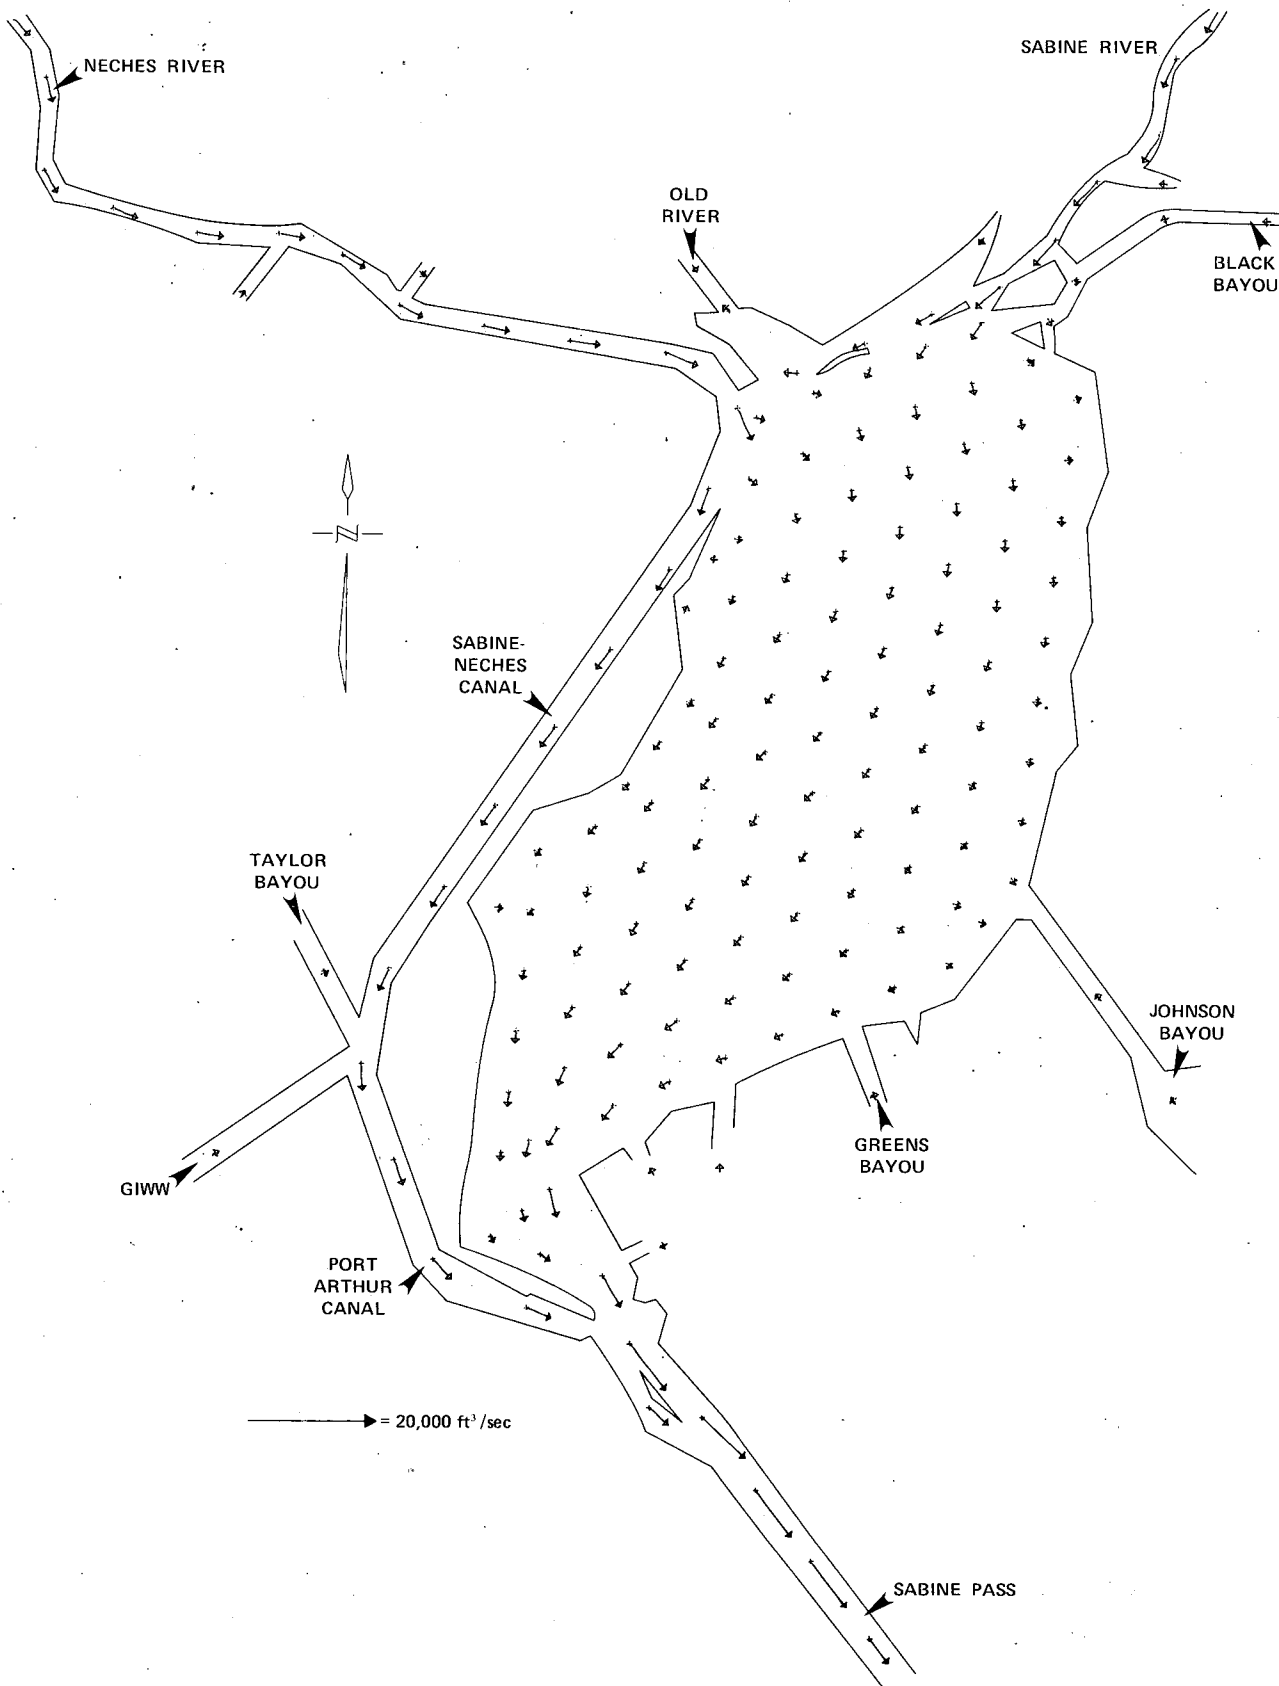 NECHES RIVER
SABINE RIVER
OLD
RIVER
BLACK
BAYOU
N
SABINE-
NECHES
CANAL
TAYLOR
BAYOU
JOHNSON
BAYOU
GREENS
BAYOU
GIWW
PORT
ARTHUR
CANAL
= 20,000 ft³/sec
SABINE PASS